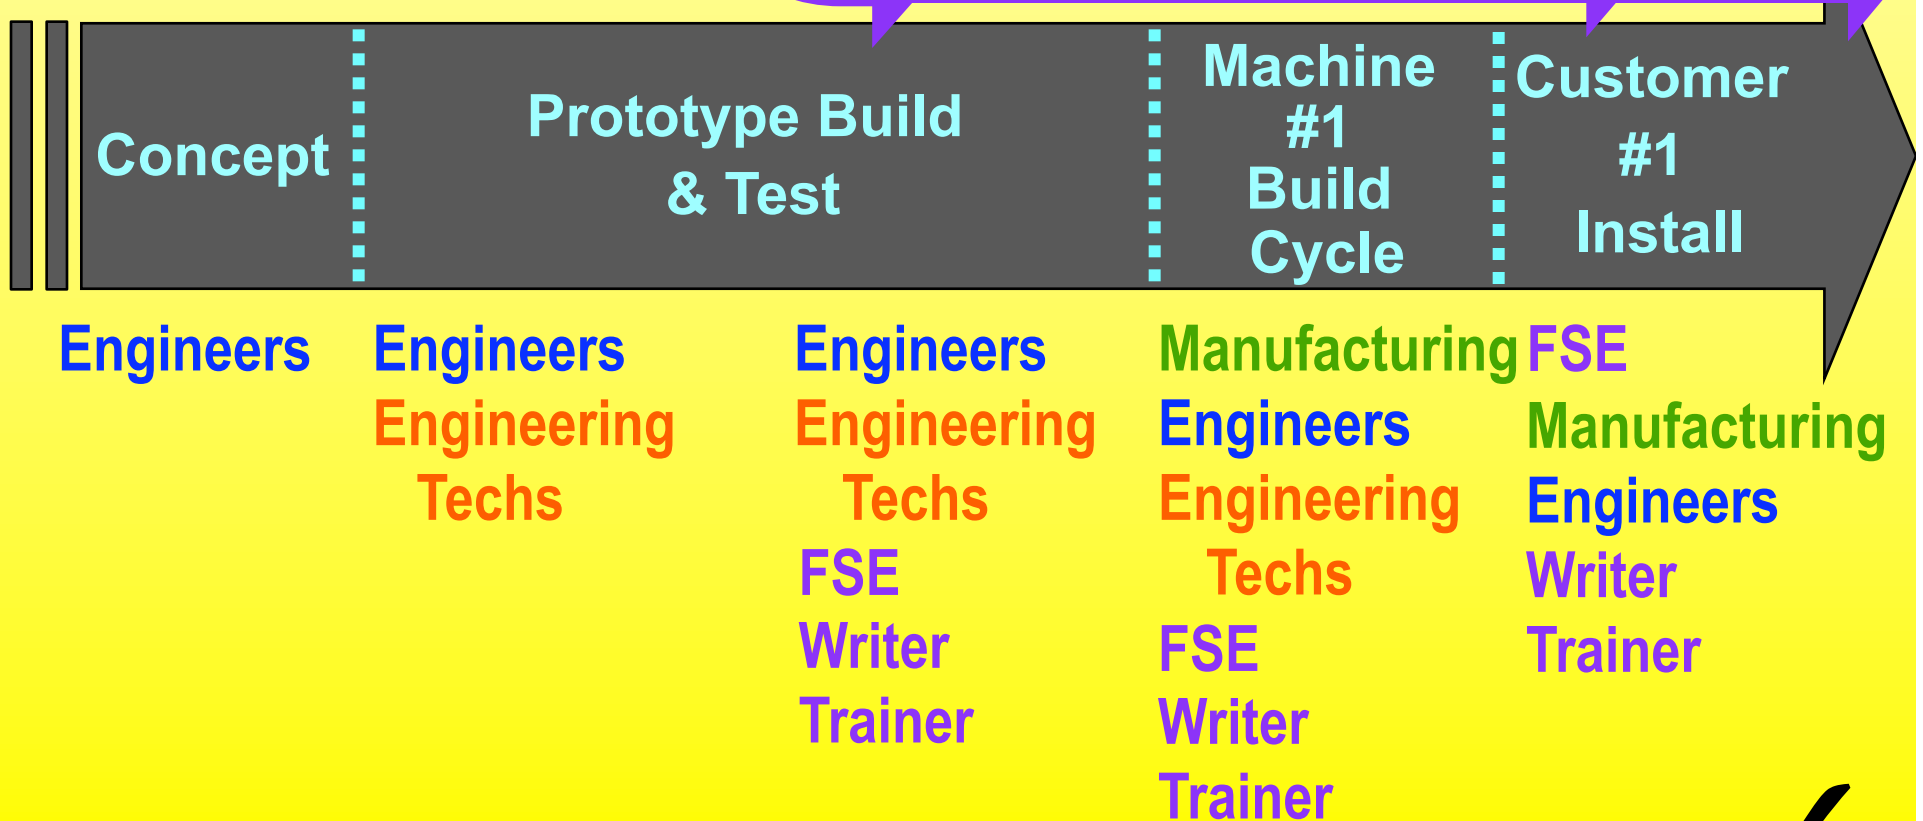 Concept
Prototype Build
& Test
Machine
#1
Build
Cycle
Customer
#1
Install
Engineers
Engineers
Engineering
Techs
Engineers
Engineering
Techs
FSE
Writer
Trainer
Manufacturing
Engineers
Engineering
Techs
FSE
Writer
Trainer
FSE
Manufacturing
Engineers
Writer
Trainer